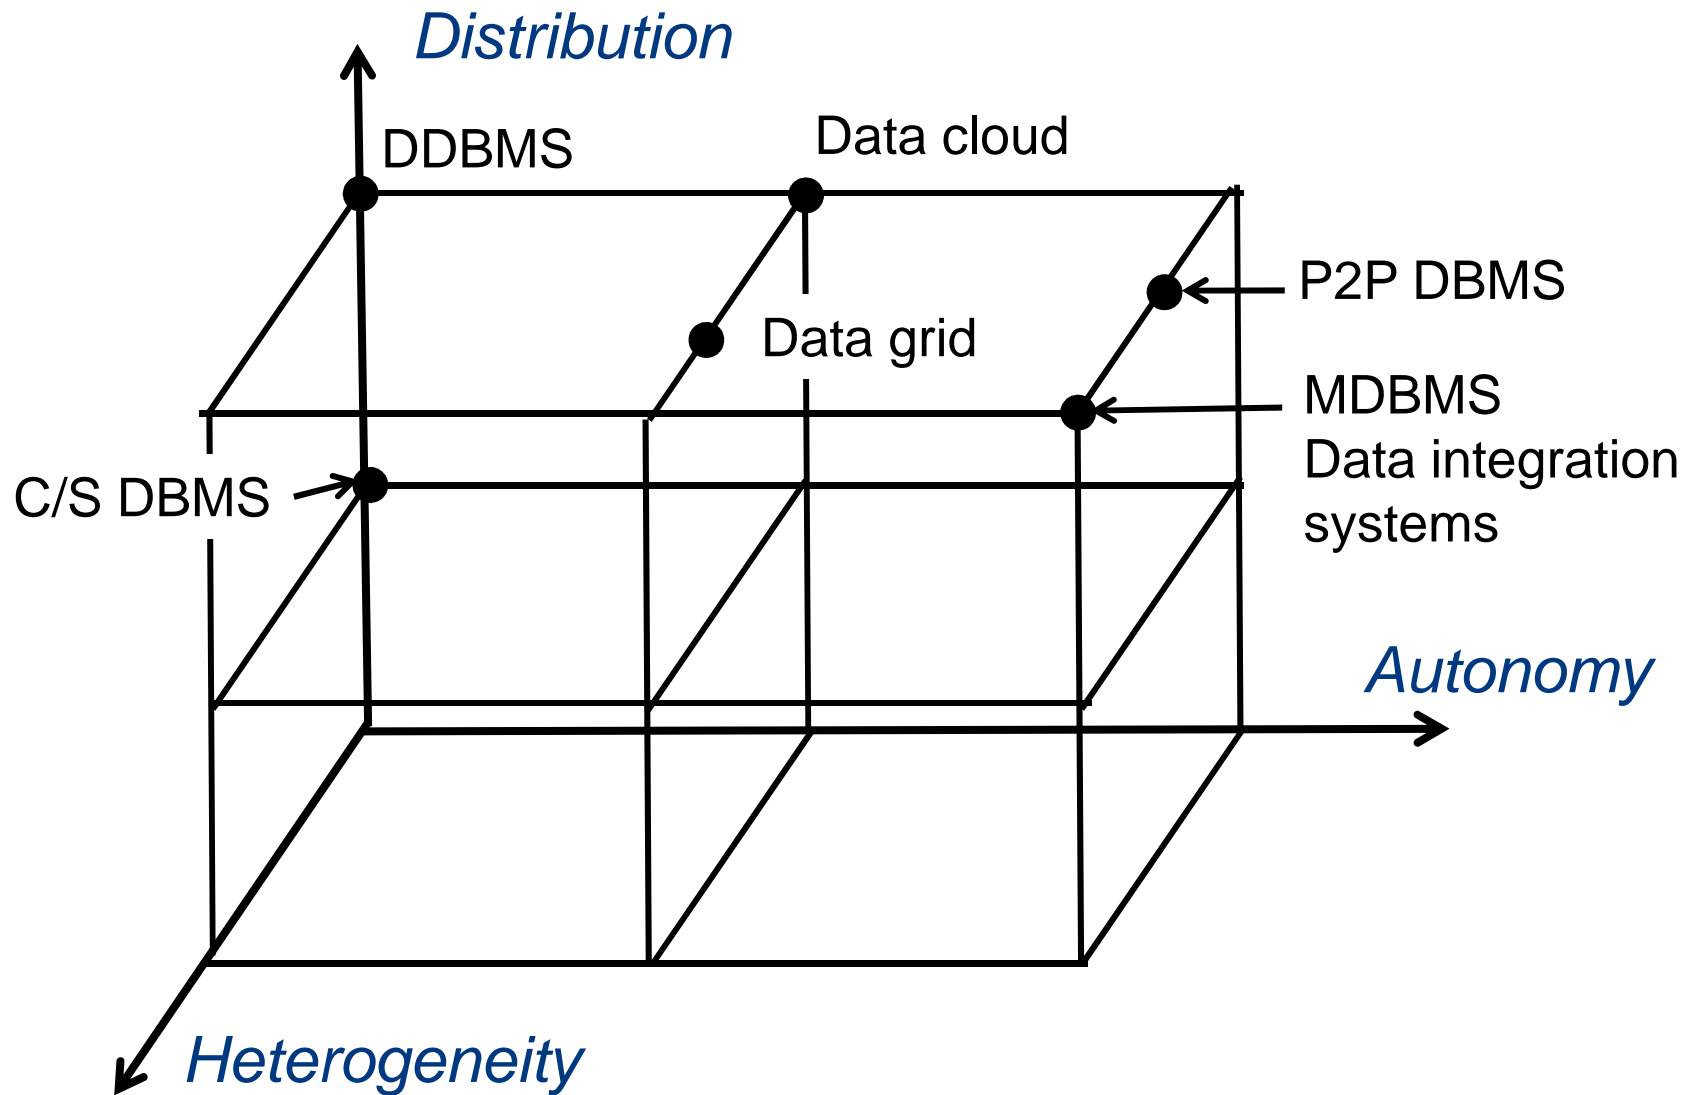 Distribution
DDBMS
Data cloud
P2P DBMS
Data grid
MDBMS
Data integration
systems
C/S DBMS
Autonomy
Heterogeneity